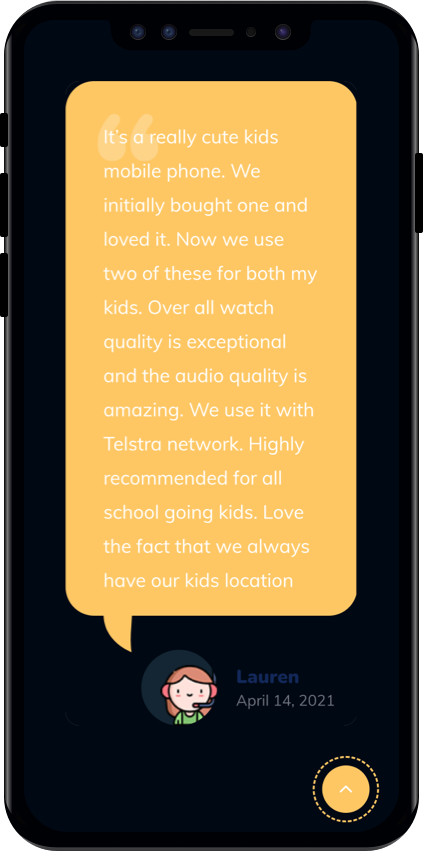 It's a really cute kids
mobile phone. We
initially bought one and
loved it. Now we use
two of these for both my
kids. Over all watch
quality is exceptional
and the audio quality is
amazing. We use it with
Telstra network. Highly
recommended for all
school going kids. Love
the fact that we always
have our kids location
Lauren
April 14, 2021